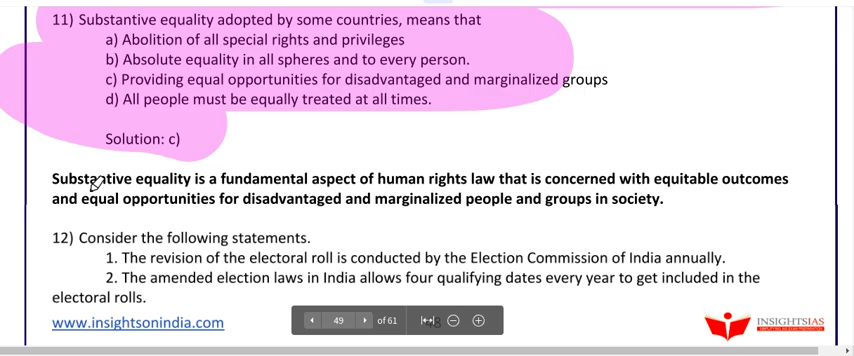 11) Substantive equality adopted by some countries, means that
a) Abolition of all special rights and privileges
b) Absolute equality in all spheres and to every person.
c) Providing equal opportunities for disadvantaged and marginalized groups
d) All people must be equally treated at all times.
Solution: c)
Substantive equality is a fundamental aspect of human rights law that is concerned with equitable outcomes
and equal opportunities for disadvantaged and marginalized people and groups in society.
12) Consider the following statements.
1. The revision of the electoral roll is conducted by the Election Commission of India annually.
2. The amended election laws in India allows four qualifying dates every year to get included in the
electoral rolls.
www.insightsonindia.com
49 of 61
INSIGHTSIAS